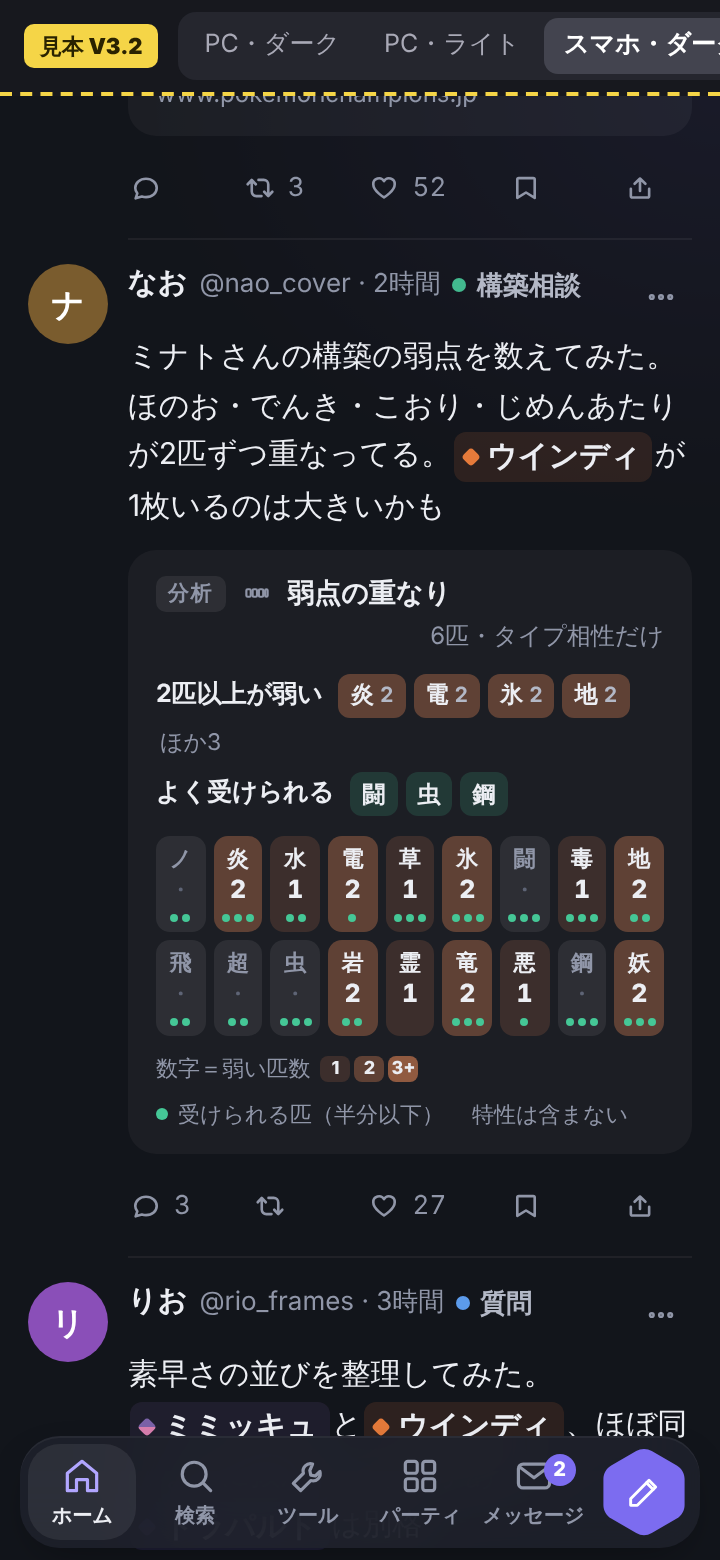 見本 V3.2 PC・ダーク PC・ライト スマホ・ダー
www.pokemonchampions.jp
3 52
ナ なお @nao_cover · 2時間 構築相談
ミナトさんの構築の弱点を数えてみた。
ほのお・でんき・こおり・じめんあたり
が2匹ずつ重なってる。 ウインディ が
1枚いるのは大きいかも
分析 弱点の重なり
6匹・タイプ相性だけ
2匹以上が弱い 炎 2 電 2 氷 2 地 2
ほか3
よく受けられる 闘 虫 鋼
ノ 炎 水 電 草 氷 闘 毒 地
· 2 1 2 1 2 · 1 2
飛 超 虫 岩 霊 竜 悪 鋼 妖
· · · 2 1 2 1 · 2
数字＝弱い匹数 1 2 3+
受けられる匹（半分以下） 特性は含まない
3 27
リ りお @rio_frames · 3時間 質問
素早さの並びを整理してみた。
ミミッキュ と ウインディ 、ほぼ同
2
ホーム 検索 ツール パーティ メッセージ